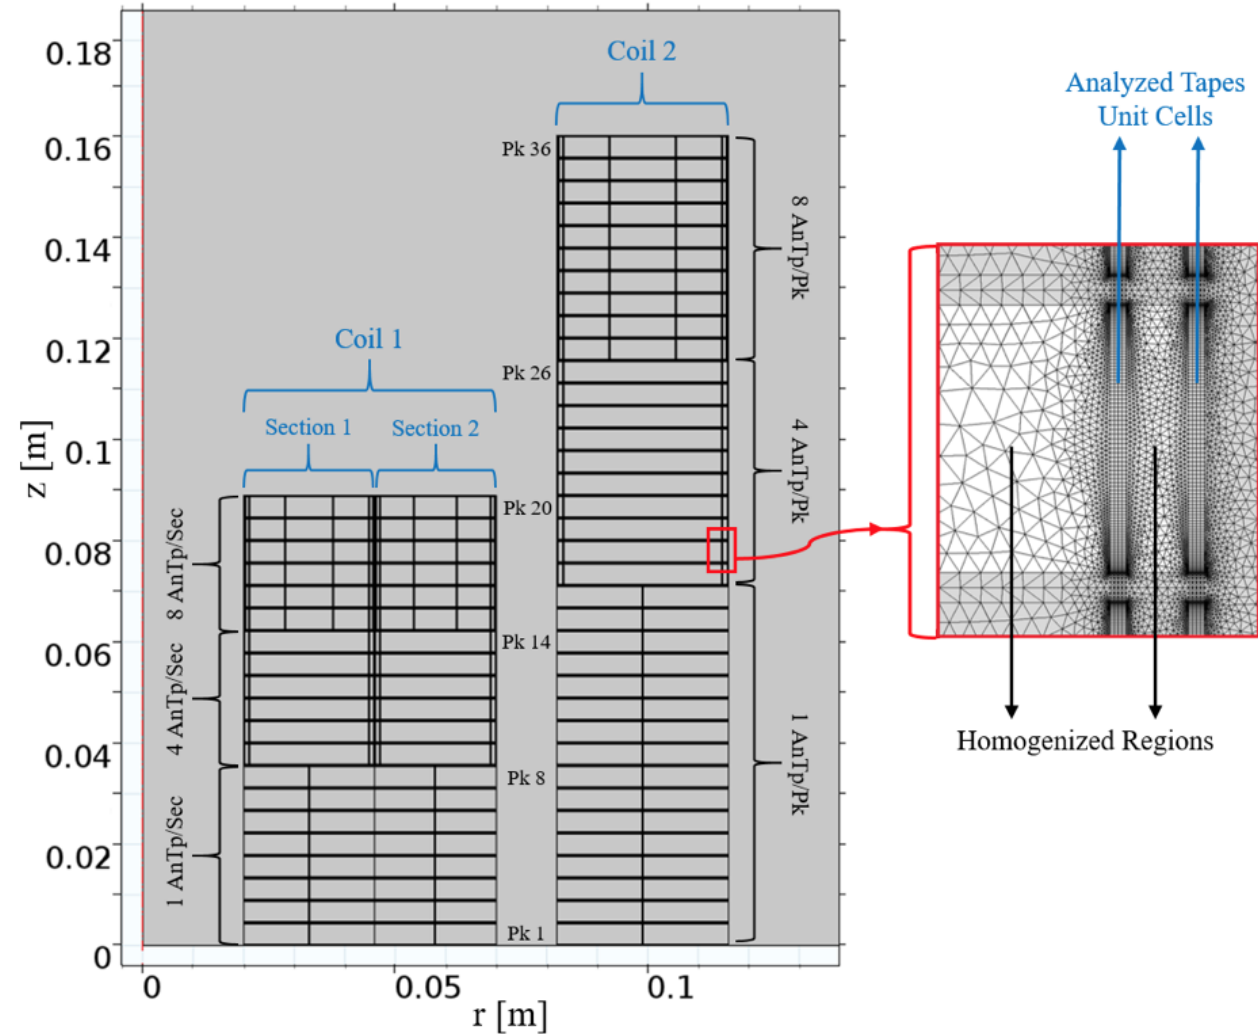 0.18
0.16
0.14
0.12
0.1
0.08
0.06
0.04
0.02
0
z [m]
0
0.05
0.1
r [m]
Coil 1
Section 1
Section 2
8 AnTp/Sec
4 AnTp/Sec
1 AnTp/Sec
Coil 2
Pk 36
Pk 26
Pk 20
Pk 14
Pk 8
Pk 1
8 AnTp/Pk
4 AnTp/Pk
1 AnTp/Pk
Analyzed Tapes
Unit Cells
Homogenized Regions